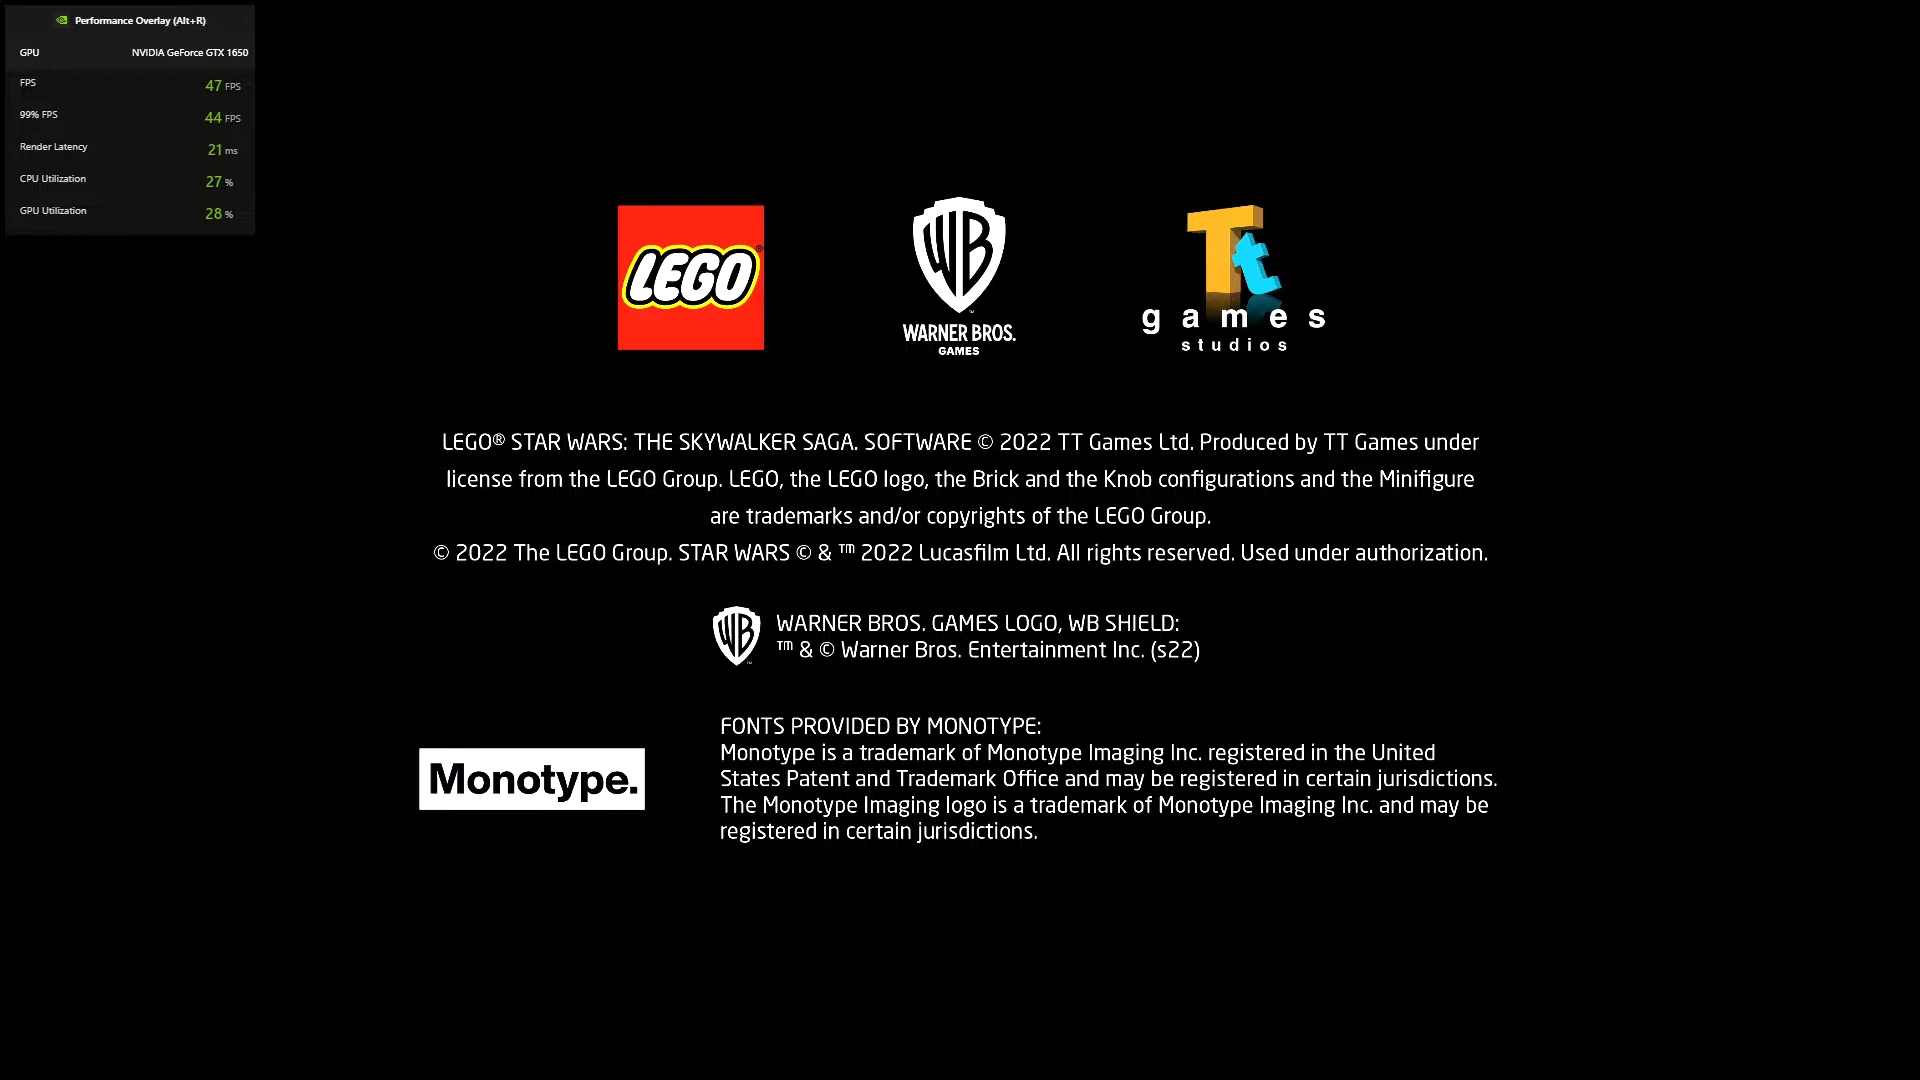 Performance Overlay (Alt+R)
GPU NVIDIA GeForce GTX 1650
FPS 47 FPS
99% FPS 44 FPS
Render Latency 21 ms
CPU Utilization 27 %
GPU Utilization 28 %
LEGO®
WB™
WARNER BROS.
GAMES
Tt
games
studios
LEGO® STAR WARS: THE SKYWALKER SAGA. SOFTWARE © 2022 TT Games Ltd. Produced by TT Games under
license from the LEGO Group. LEGO, the LEGO logo, the Brick and the Knob configurations and the Minifigure
are trademarks and/or copyrights of the LEGO Group.
© 2022 The LEGO Group. STAR WARS © & ™ 2022 Lucasfilm Ltd. All rights reserved. Used under authorization.
WB™
WARNER BROS. GAMES LOGO, WB SHIELD:
™ & © Warner Bros. Entertainment Inc. (s22)
Monotype.
FONTS PROVIDED BY MONOTYPE:
Monotype is a trademark of Monotype Imaging Inc. registered in the United
States Patent and Trademark Office and may be registered in certain jurisdictions.
The Monotype Imaging logo is a trademark of Monotype Imaging Inc. and may be
registered in certain jurisdictions.